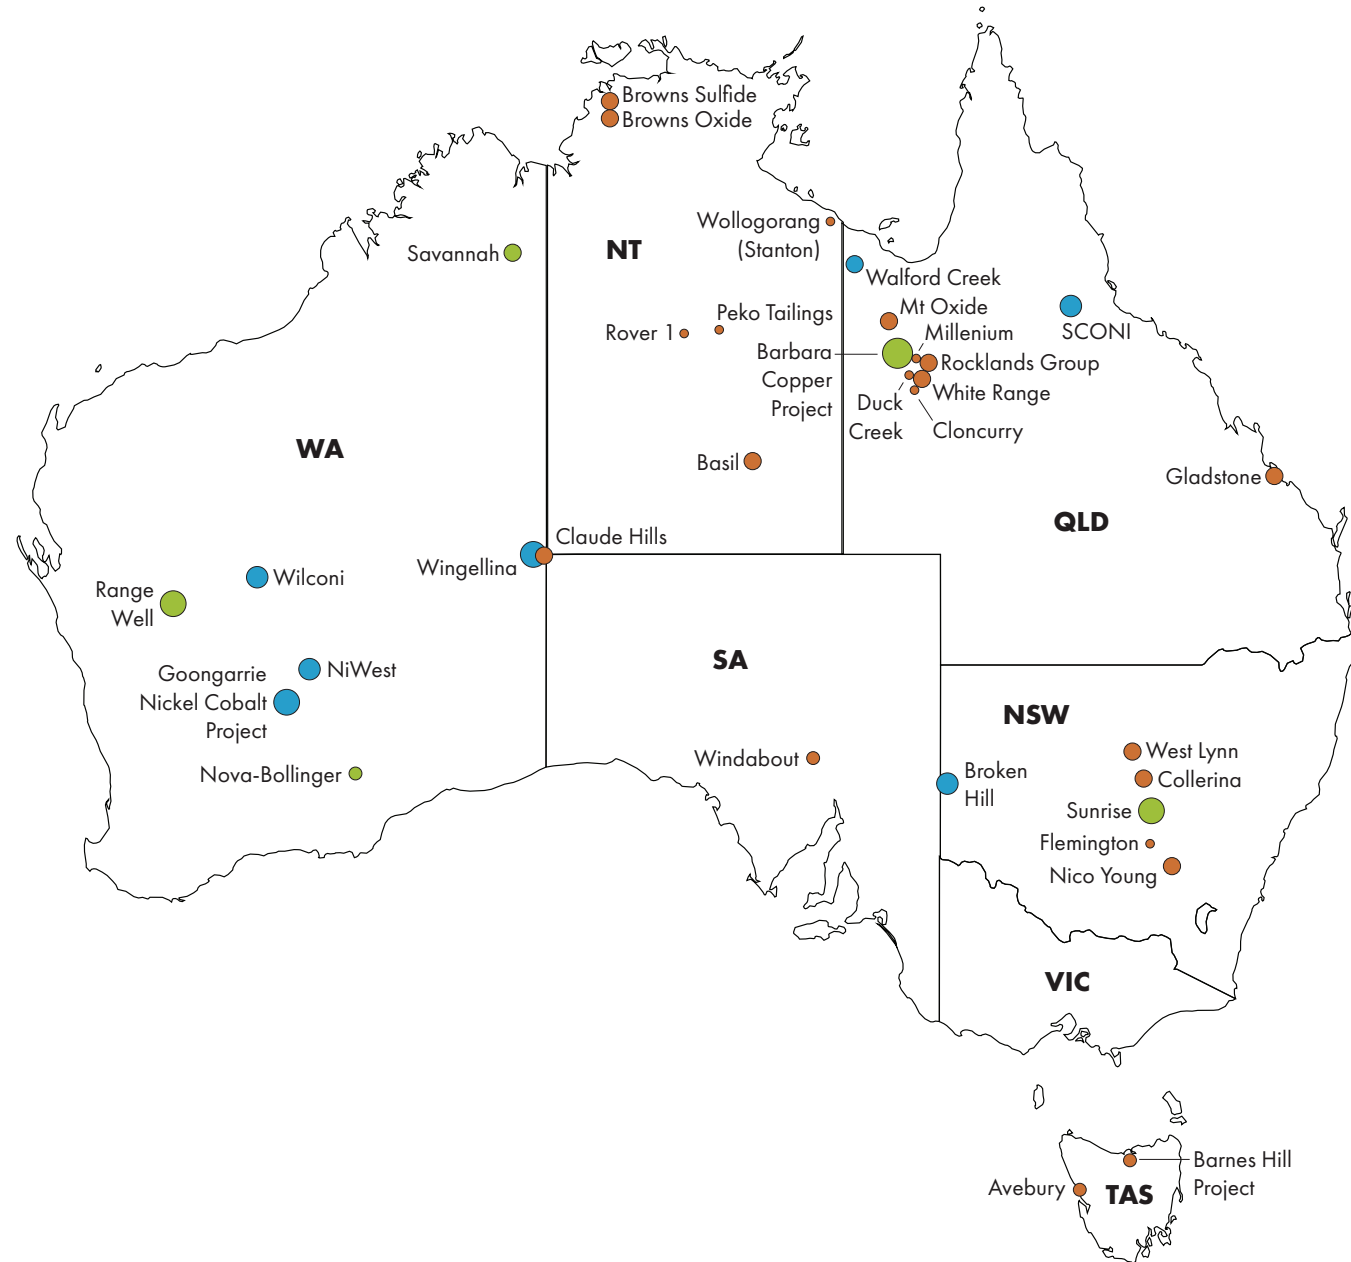 Browns Sulfide
Browns Oxide
Wollogorang
(Stanton)
NT
Savannah
Walford Creek
Mt Oxide
Peko Tailings
Rover 1
Millenium
SCONI
Barbara
Copper
Project
Rocklands Group
White Range
Duck
Creek
Cloncurry
WA
Basil
Gladstone
QLD
Claude Hills
Wingellina
Wilconi
Range
Well
SA
Goongarrie
Nickel Cobalt
Project
NiWest
NSW
West Lynn
Windabout
Nova-Bollinger
Broken
Hill
Collerina
Sunrise
Flemington
Nico Young
VIC
Barnes Hill
Project
Avebury
TAS